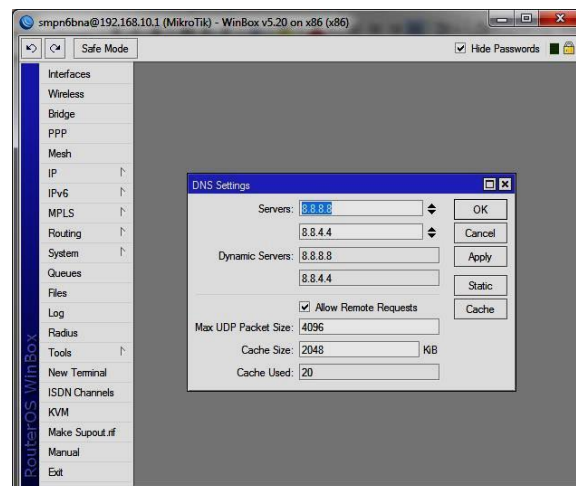 smpn6bna@192.168.10.1 (MikroTik) - WinBox v5.20 on x86 (x86)
Safe Mode
Hide Passwords
Interfaces
Wireless
Bridge
PPP
Mesh
IP
IPv6
MPLS
Routing
System
Queues
Files
Log
Radius
Tools
New Terminal
ISDN Channels
KVM
Make Supout.rif
Manual
Exit
RouterOS WinBox
DNS Settings
Servers: 8.8.8.8
8.8.4.4
Dynamic Servers: 8.8.8.8
8.8.4.4
Allow Remote Requests
Max UDP Packet Size: 4096
Cache Size: 2048 KiB
Cache Used: 20
OK
Cancel
Apply
Static
Cache